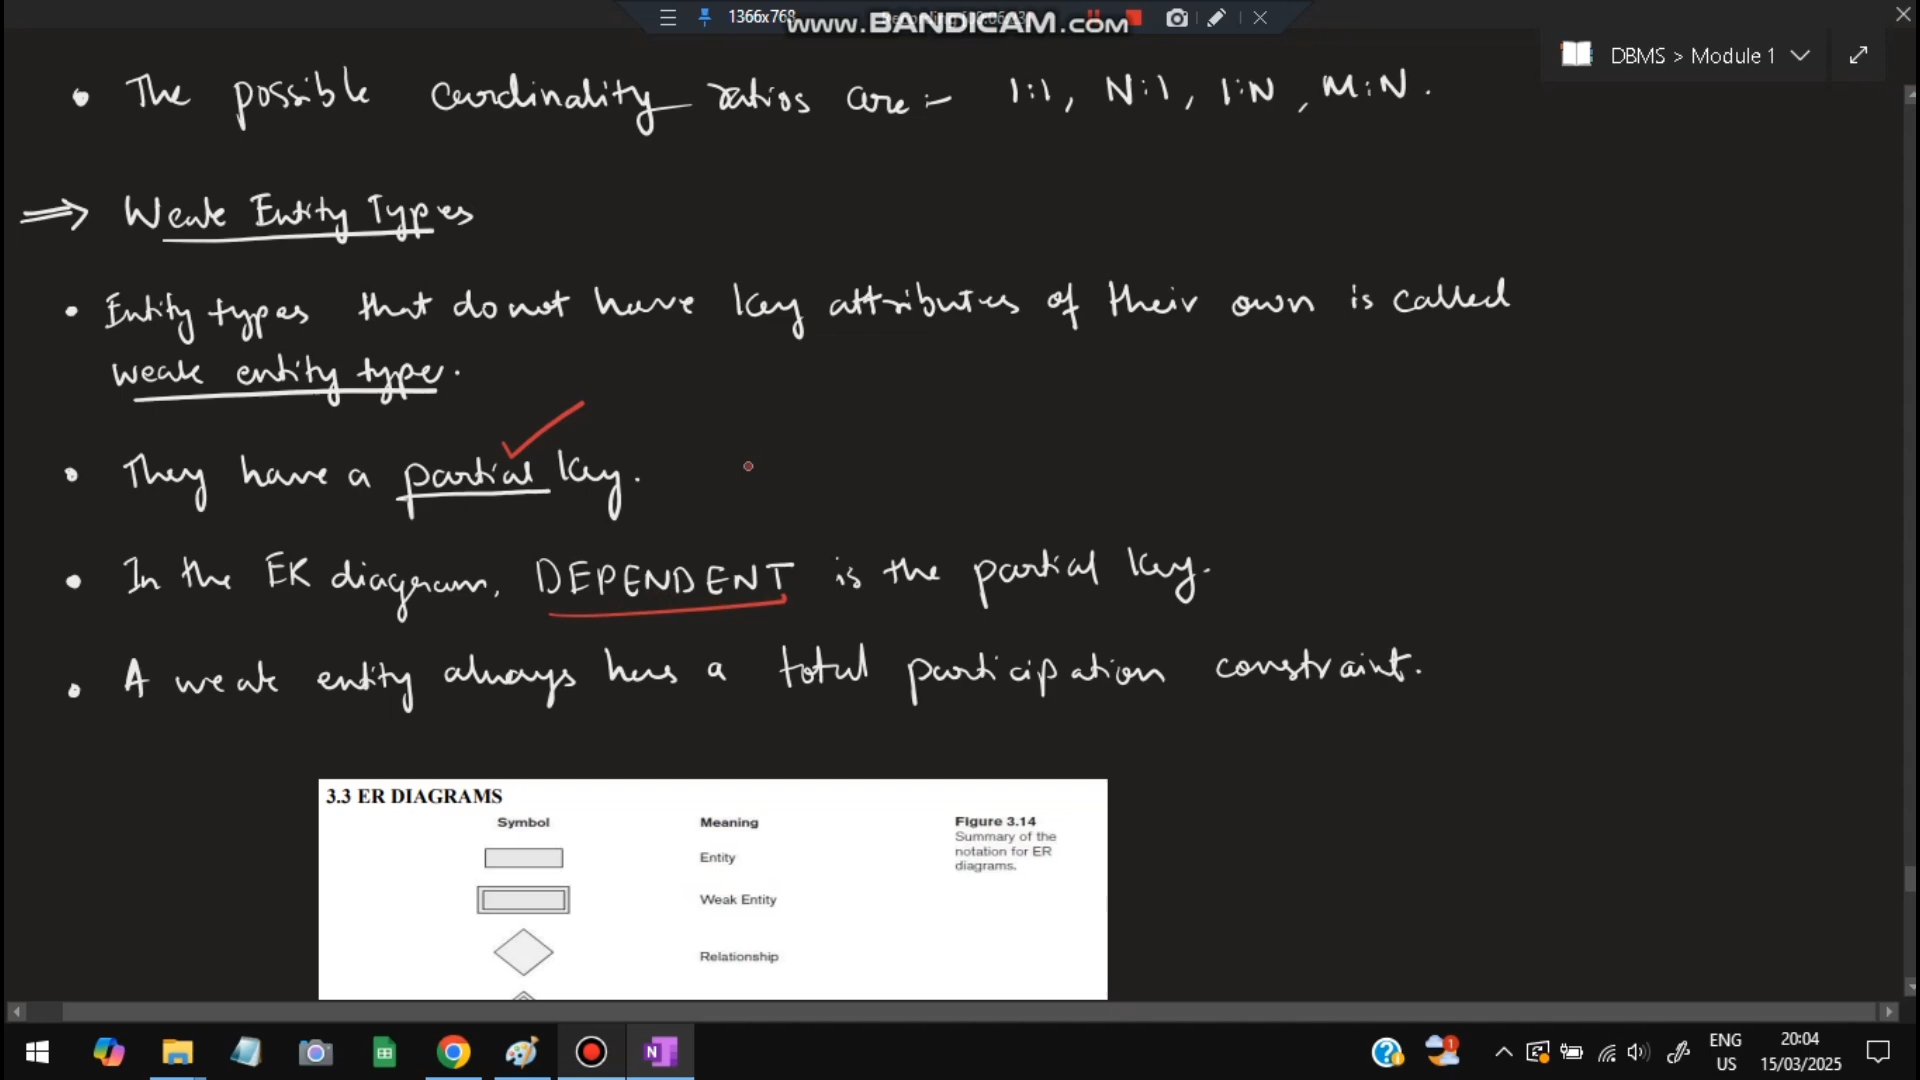 1366x768
www.BANDICAM.com
DBMS > Module 1
• The possible cardinality ratios are :- 1:1, N:1, 1:N, M:N.
⇒ Weak Entity Types
• Entity types that do not have key attributes of their own is called
weak entity type.
• They have a partial key.
• In the ER diagram, DEPENDENT is the partial key.
• A weak entity always has a total participation constraint.
3.3 ER DIAGRAMS
Symbol Meaning Figure 3.14
Summary of the
notation for ER
diagrams.
Entity
Weak Entity
Relationship
ENG
US
20:04
15/03/2025